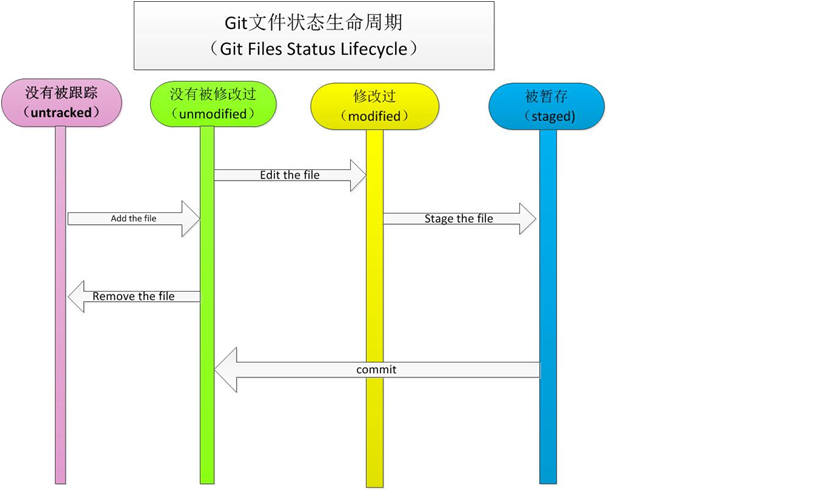 Git文件状态生命周期
（Git Files Status Lifecycle）
没有被跟踪
（untracked）
没有被修改过
（unmodified）
修改过
（modified）
被暂存
（staged)
Edit the file
Add the file
Stage the file
Remove the file
commit